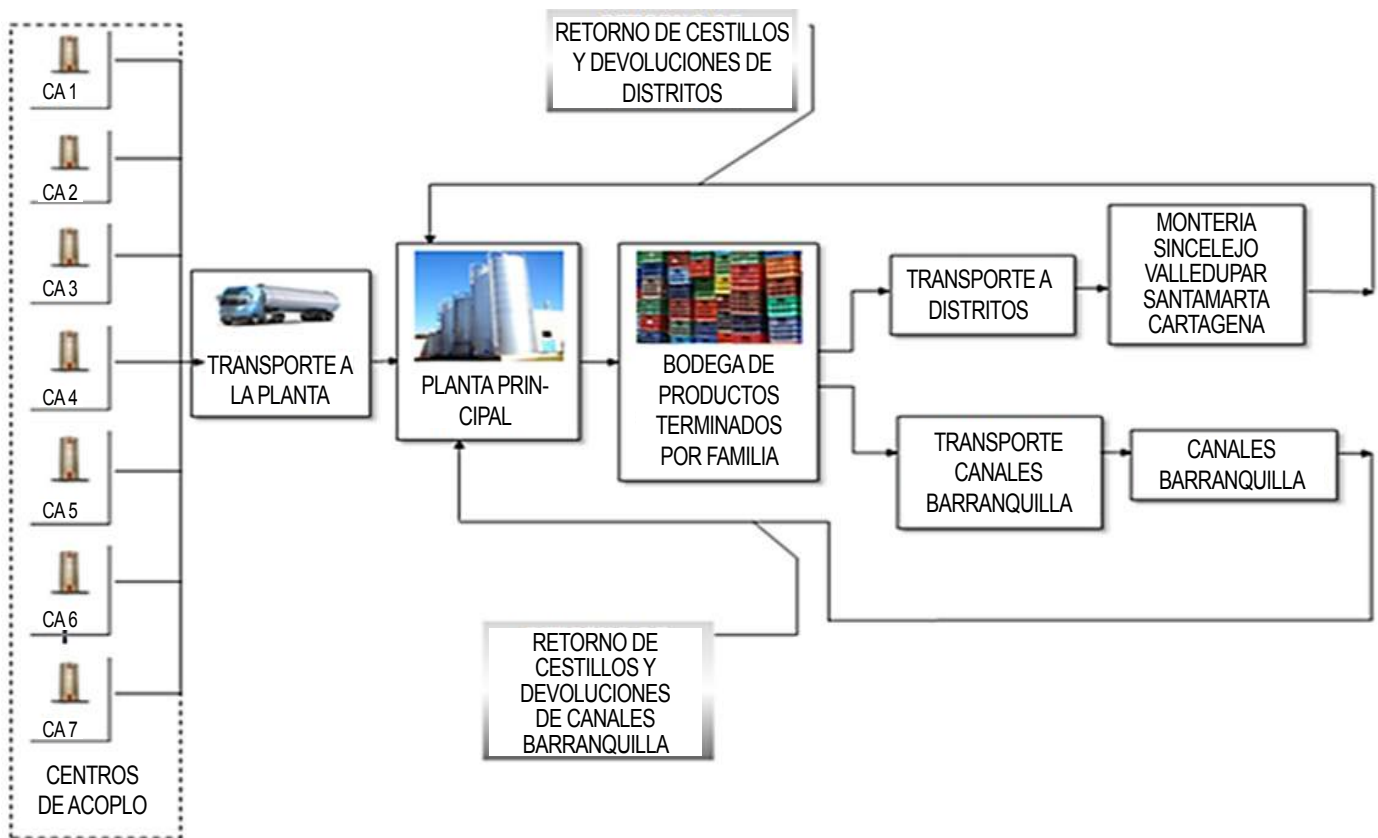 RETORNO DE CESTILLOS
Y DEVOLUCIONES DE
DISTRITOS
CA 1
CA 2
CA 3
CA 4
CA 5
CA 6
CA 7
CENTROS
DE ACOPLO
TRANSPORTE A
LA PLANTA
PLANTA PRIN-
CIPAL
BODEGA DE
PRODUCTOS
TERMINADOS
POR FAMILIA
TRANSPORTE A
DISTRITOS
MONTERIA
SINCELEJO
VALLEDUPAR
SANTAMARTA
CARTAGENA
TRANSPORTE
CANALES
BARRANQUILLA
CANALES
BARRANQUILLA
RETORNO DE
CESTILLOS Y
DEVOLUCIONES
DE CANALES
BARRANQUILLA